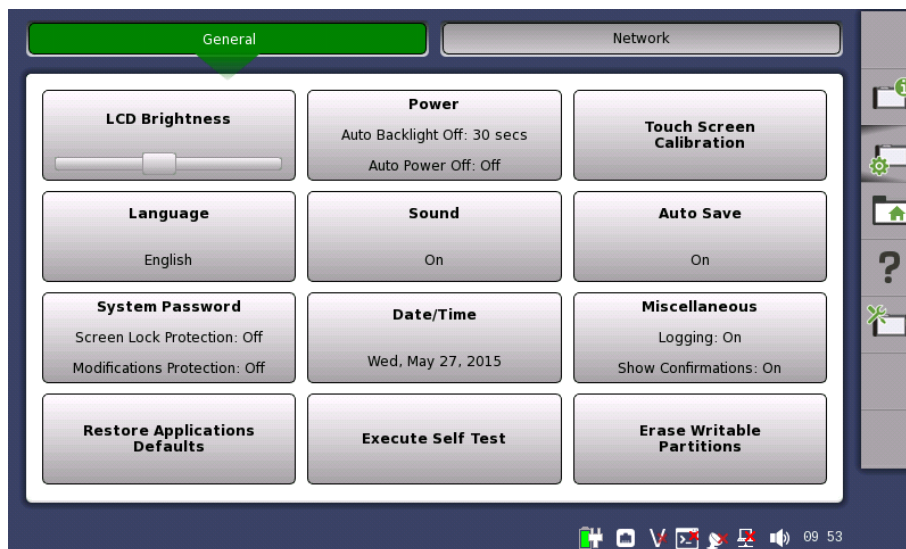 General
Network
LCD Brightness
Power
Auto Backlight Off: 30 secs
Auto Power Off: Off
Touch Screen
Calibration
Language
English
Sound
On
Auto Save
On
System Password
Screen Lock Protection: Off
Modifications Protection: Off
Date/Time
Wed, May 27, 2015
Miscellaneous
Logging: On
Show Confirmations: On
Restore Applications
Defaults
Execute Self Test
Erase Writable
Partitions
09 53